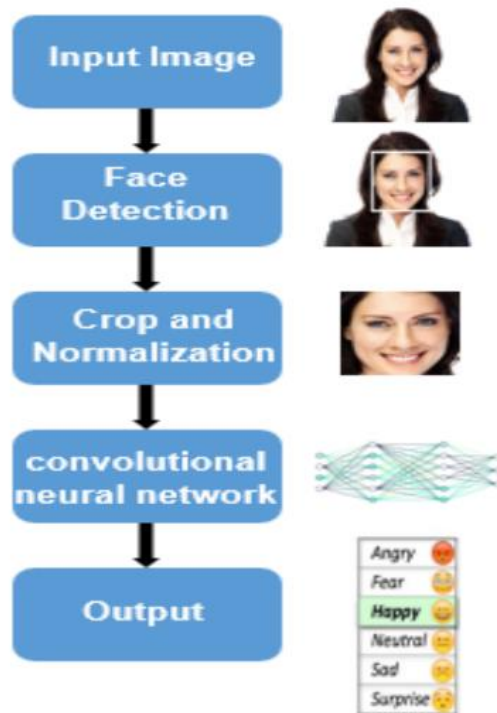 Input Image
Face
Detection
Crop and
Normalization
convolutional
neural network
Output
Angry
Fear
Happy
Neutral
Sad
Surprise